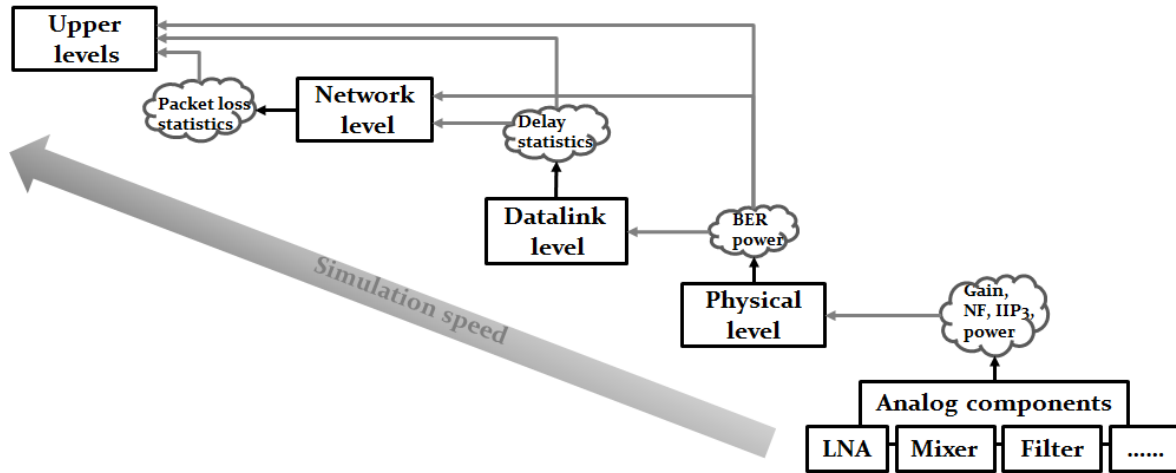 Upper
levels
Packet loss
statistics
Network
level
Delay
statistics
Datalink
level
BER
power
Physical
level
Gain,
NF, IIP3,
power
Simulation speed
Analog components
LNA
Mixer
Filter
......